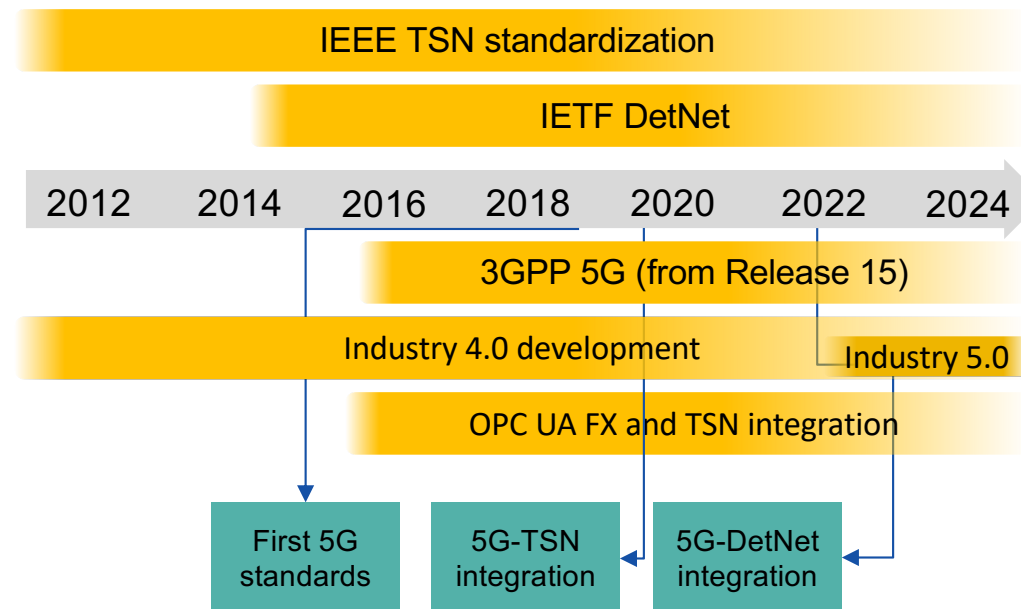 IEEE TSN standardization
IETF DetNet
2012 2014 2016 2018 2020 2022 2024
3GPP 5G (from Release 15)
Industry 4.0 development
Industry 5.0
OPC UA FX and TSN integration
First 5G
standards
5G-TSN
integration
5G-DetNet
integration